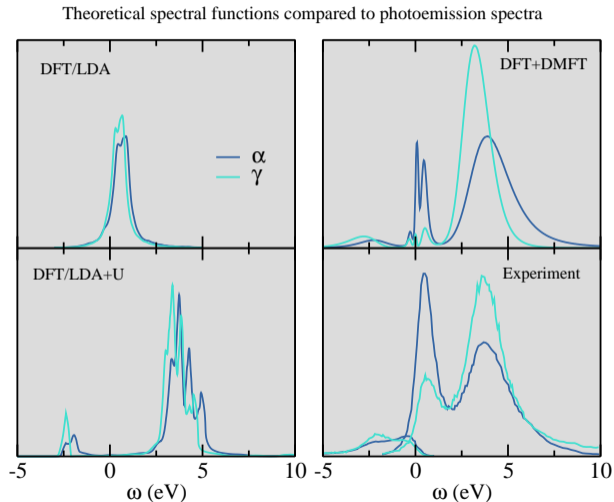 Theoretical spectral functions compared to photoemission spectra
DFT/LDA
α
γ
DFT+DMFT
DFT/LDA+U
Experiment
-5 0 5 10 -5 0 5 10
ω (eV) ω (eV)